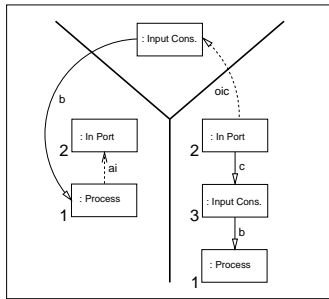 : Input Cons.
oic
b
: In Port
2
ai
: Process
1
: In Port
2
c
: Input Cons.
3
b
: Process
1